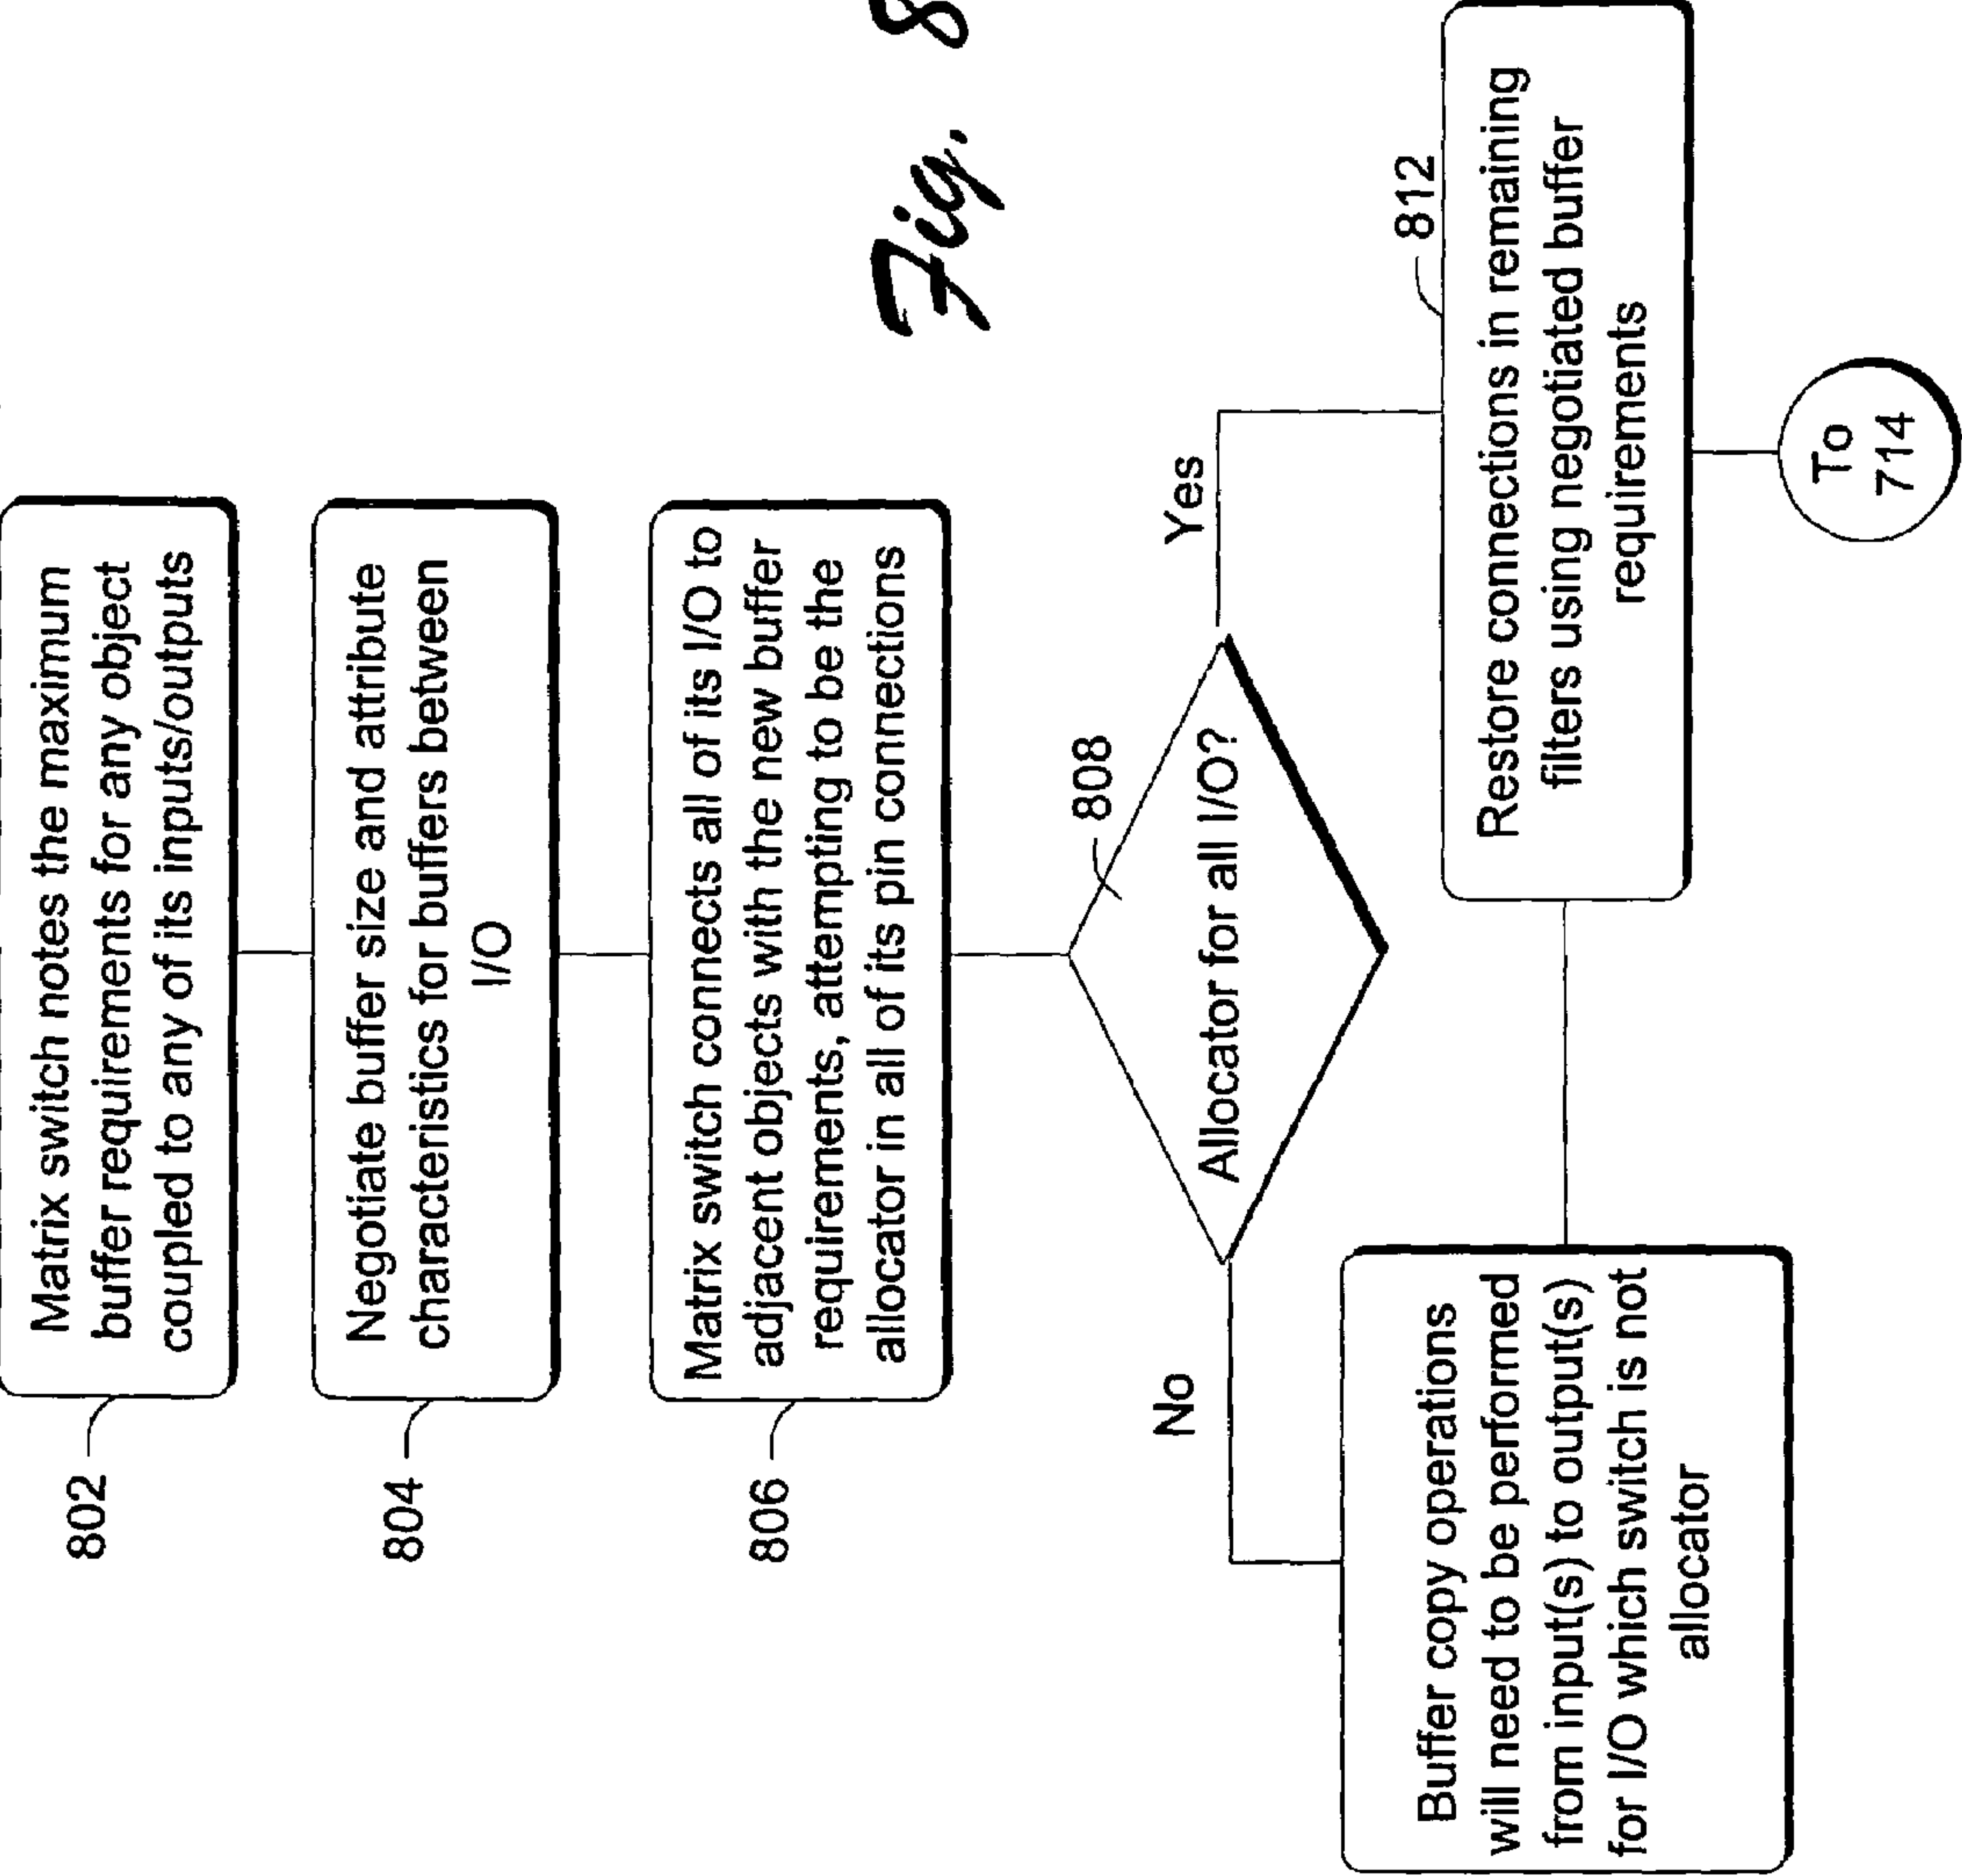 802
Matrix switch notes the maximum
buffer requirements for any object
coupled to any of its inputs/outputs
804
Negotiate buffer size and attribute
characteristics for buffers between
I/O
806
Matrix switch connects all of its I/O to
adjacent objects with the new buffer
requirements, attempting to be the
allocator in all of its pin connections
Fig. 8
808
Allocator for all I/O?
No
Yes
Buffer copy operations
will need to be performed
from input(s) to output(s)
for I/O which switch is not
allocator
812
Restore connections in remaining
filters using negotiated buffer
requirements
To
714